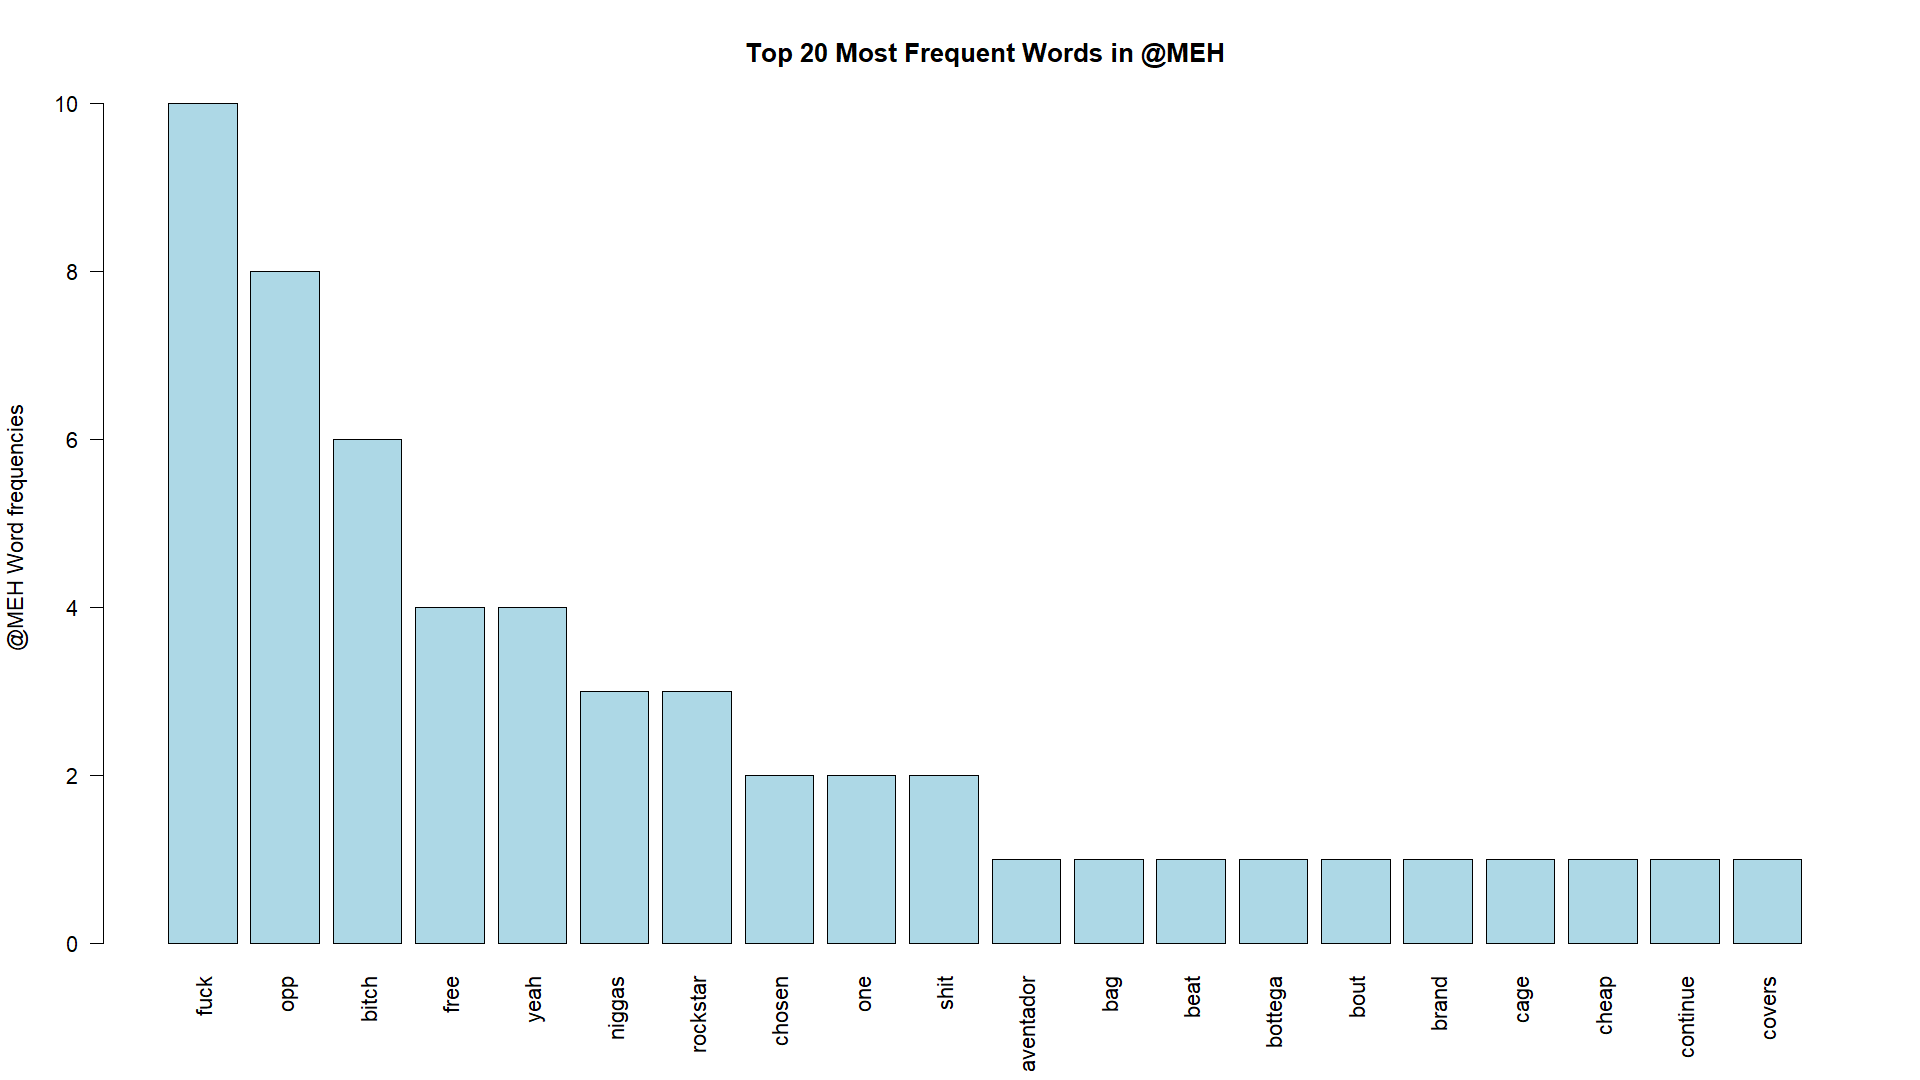 Top 20 Most Frequent Words in @MEH
@MEH Word frequencies
10
8
6
4
2
0
fuck
opp
bitch
free
yeah
niggas
rockstar
chosen
one
shit
aventador
bag
beat
bottega
bout
brand
cage
cheap
continue
covers